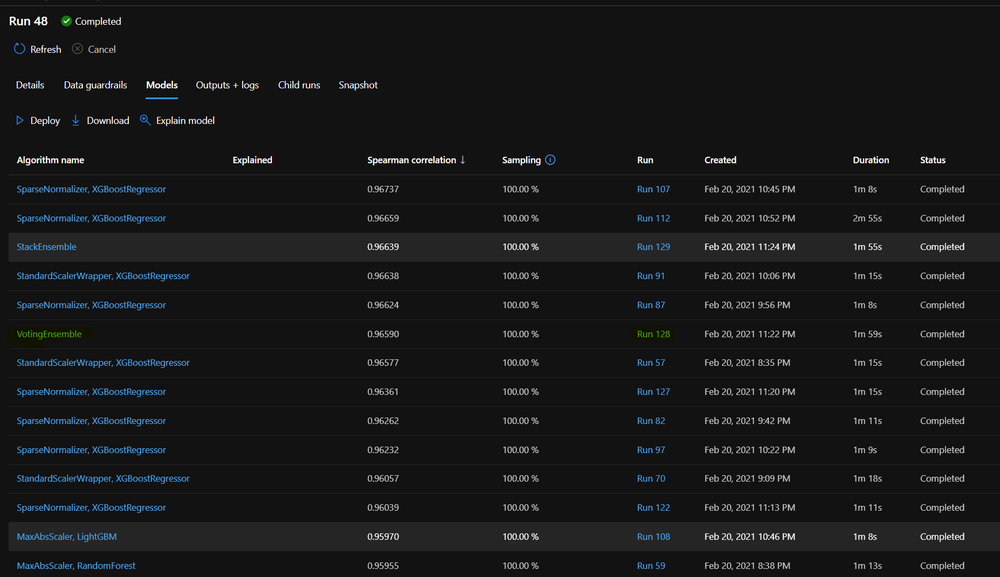 Run 48 Completed
Refresh Cancel
Details Data guardrails Models Outputs + logs Child runs Snapshot
Deploy Download Explain model
Algorithm name Explained Spearman correlation ↓ Sampling Run Created Duration Status
SparseNormalizer, XGBoostRegressor 0.96737 100.00 % Run 107 Feb 20, 2021 10:45 PM 1m 8s Completed
SparseNormalizer, XGBoostRegressor 0.96659 100.00 % Run 112 Feb 20, 2021 10:52 PM 2m 55s Completed
StackEnsemble 0.96639 100.00 % Run 129 Feb 20, 2021 11:24 PM 1m 55s Completed
StandardScalerWrapper, XGBoostRegressor 0.96638 100.00 % Run 91 Feb 20, 2021 10:06 PM 1m 15s Completed
SparseNormalizer, XGBoostRegressor 0.96624 100.00 % Run 87 Feb 20, 2021 9:56 PM 1m 8s Completed
VotingEnsemble 0.96590 100.00 % Run 128 Feb 20, 2021 11:22 PM 1m 59s Completed
StandardScalerWrapper, XGBoostRegressor 0.96577 100.00 % Run 57 Feb 20, 2021 8:35 PM 1m 15s Completed
SparseNormalizer, XGBoostRegressor 0.96361 100.00 % Run 127 Feb 20, 2021 11:20 PM 1m 15s Completed
SparseNormalizer, XGBoostRegressor 0.96262 100.00 % Run 82 Feb 20, 2021 9:42 PM 1m 11s Completed
SparseNormalizer, XGBoostRegressor 0.96232 100.00 % Run 97 Feb 20, 2021 10:22 PM 1m 9s Completed
StandardScalerWrapper, XGBoostRegressor 0.96057 100.00 % Run 70 Feb 20, 2021 9:09 PM 1m 18s Completed
SparseNormalizer, XGBoostRegressor 0.96039 100.00 % Run 122 Feb 20, 2021 11:13 PM 1m 11s Completed
MaxAbsScaler, LightGBM 0.95970 100.00 % Run 108 Feb 20, 2021 10:46 PM 1m 8s Completed
MaxAbsScaler, RandomForest 0.95955 100.00 % Run 59 Feb 20, 2021 8:38 PM 1m 13s Completed